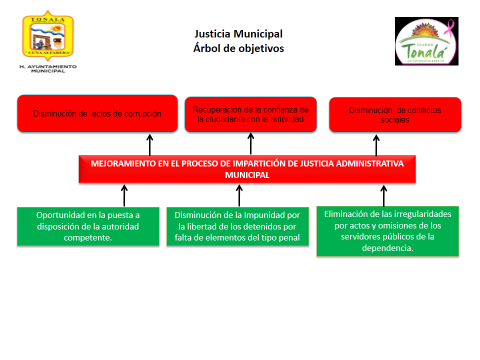 Justicia Municipal
Árbol de objetivos
TONALA
CUNA ALFARERA
H. AYUNTAMIENTO
MUNICIPAL
Tonalá
Disminución de actos de corrupción
Recuperación de la confianza de
la ciudadanía con la autoridad
Disminución de conflictos
sociales
MEJORAMIENTO EN EL PROCESO DE IMPARTICIÓN DE JUSTICIA ADMINISTRATIVA
MUNICIPAL
Oportunidad en la puesta a
disposición de la autoridad
competente.
Disminución de la Impunidad por
la libertad de los detenidos por
falta de elementos del tipo penal
Eliminación de las irregularidades
por actos y omisiones de los
servidores públicos de la
dependencia.